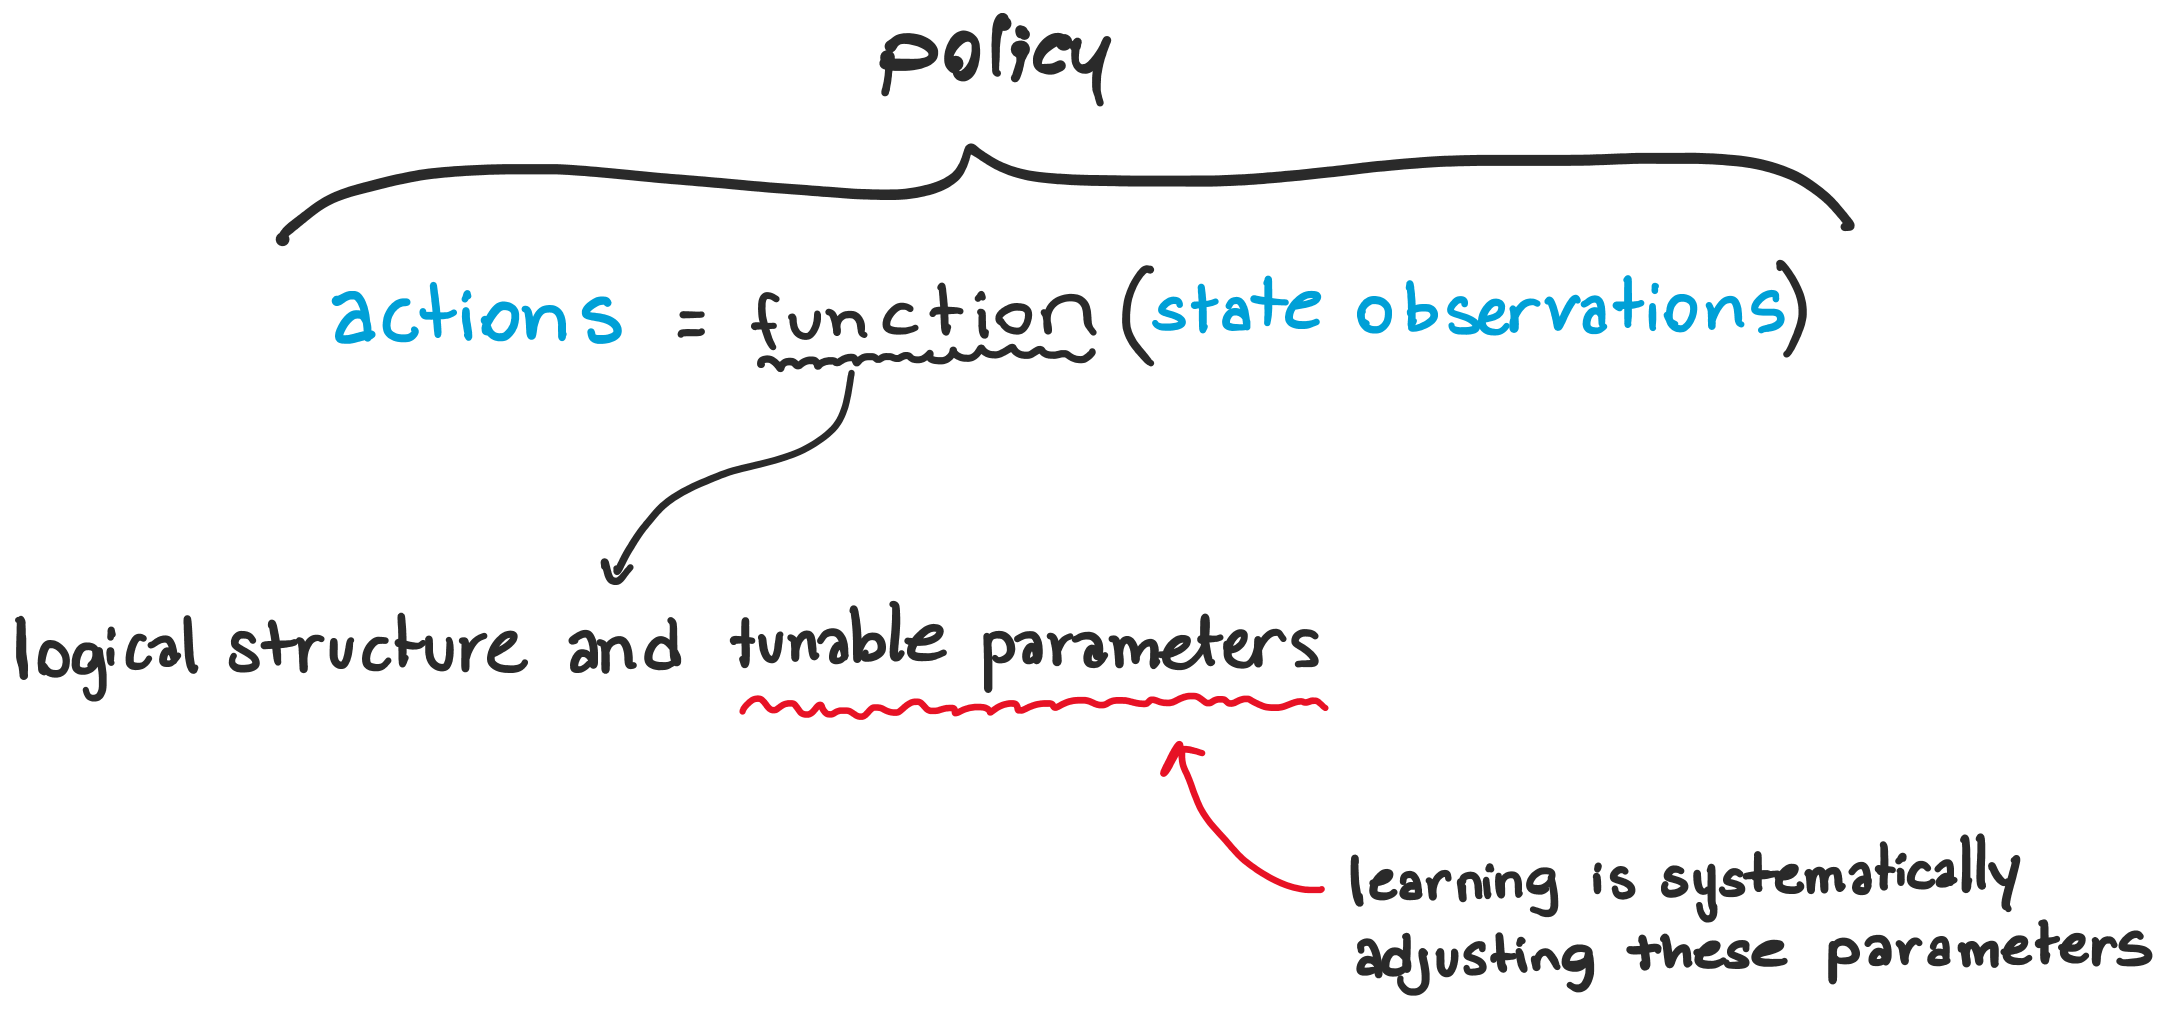 policy
actions = function (state observations)
logical structure and tunable parameters
learning is systematically
adjusting these parameters